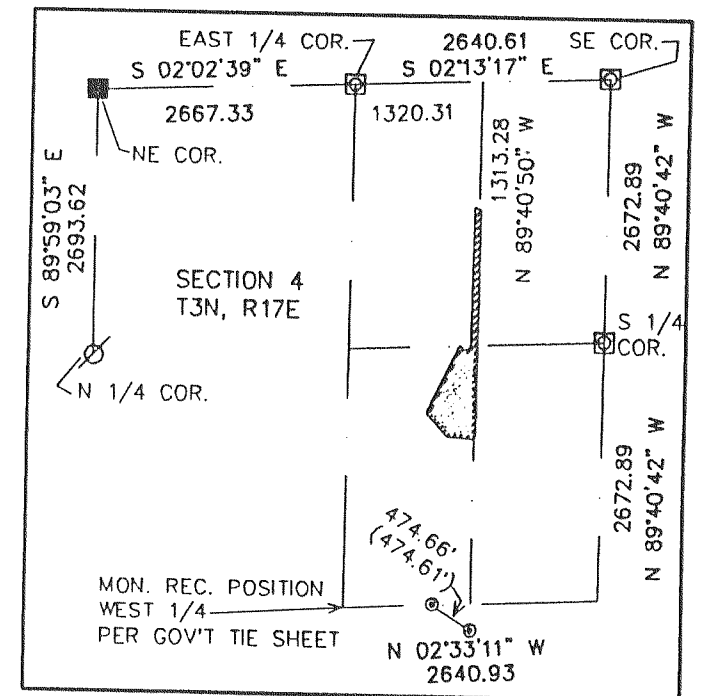 EAST 1/4 COR.
2640.61
SE COR.
S 02°02'39" E
S 02°13'17" E
2667.33
1320.31
NE COR.
S 89°59'03" E
2693.62
1313.28
N 89°40'50" W
2672.89
N 89°40'42" W
SECTION 4
T3N, R17E
S 1/4
COR.
N 1/4 COR.
2672.89
N 89°40'42" W
474.66'
(474.61')
MON. REC. POSITION
WEST 1/4
PER GOV'T TIE SHEET
N 02°33'11" W
2640.93